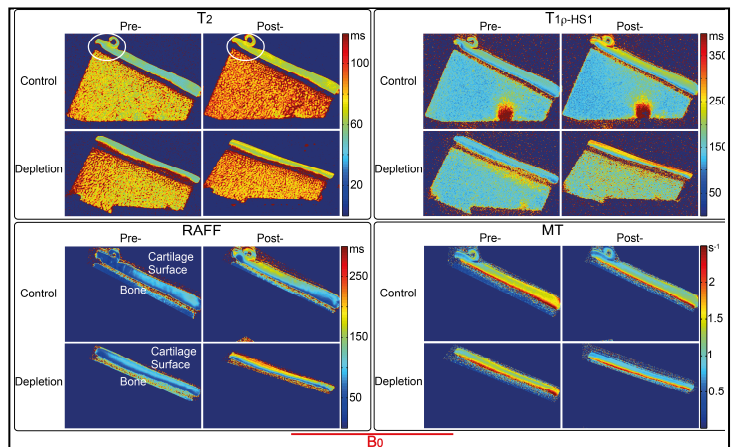 T2
Pre-
Post-
ms
Control
100
60
Depletion
20
T1ρ-HS1
Pre-
Post-
ms
Control
350
250
Depletion
150
50
RAFF
Pre-
Post-
ms
Cartilage
Surface
Bone
Control
250
150
Cartilage
Surface
Bone
Depletion
50
MT
Pre-
Post-
s-1
Control
2
1.5
1
Depletion
0.5
B0